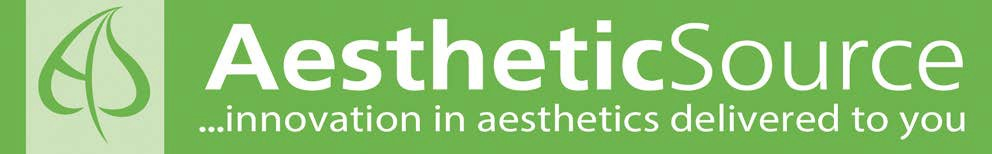 AestheticSource
...innovation in aesthetics delivered to you